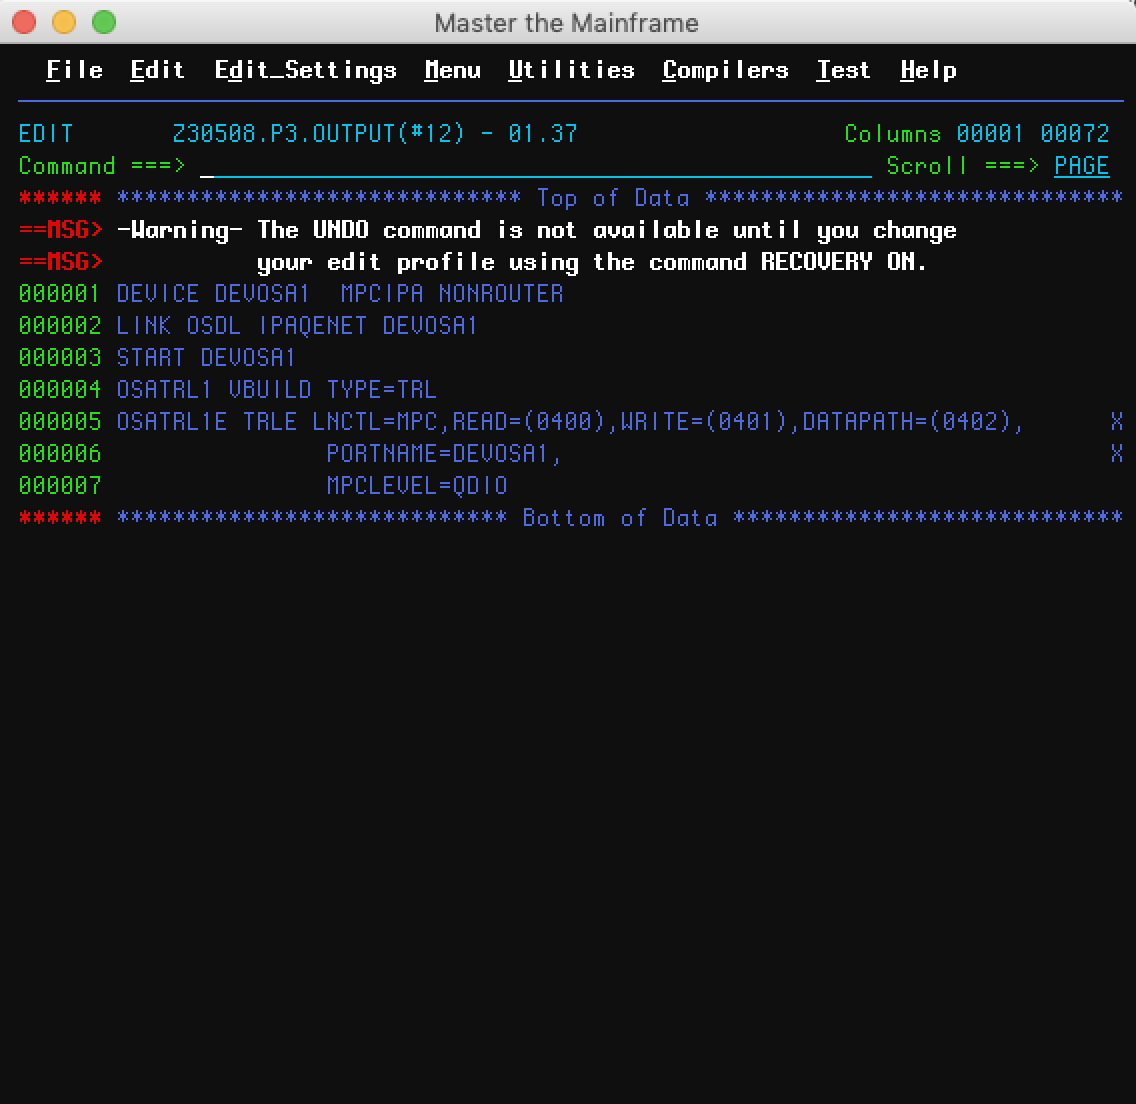 Master the Mainframe
File  Edit  Edit_Settings  Menu  Utilities  Compilers  Test  Help
EDIT       Z30508.P3.OUTPUT(#12) - 01.37                   Columns 00001 00072
Command ===>                                                  Scroll ===> PAGE
****** ***************************** Top of Data ******************************
==MSG> -Warning- The UNDO command is not available until you change
==MSG>           your edit profile using the command RECOVERY ON.
000001 DEVICE DEVOSA1  MPCIPA NONROUTER
000002 LINK OSDL IPAQENET DEVOSA1
000003 START DEVOSA1
000004 OSATRL1 VBUILD TYPE=TRL
000005 OSATRL1E TRLE LNCTL=MPC,READ=(0400),WRITE=(0401),DATAPATH=(0402),      X
000006                PORTNAME=DEVOSA1,                                       X
000007                MPCLEVEL=QDIO
****** **************************** Bottom of Data ****************************